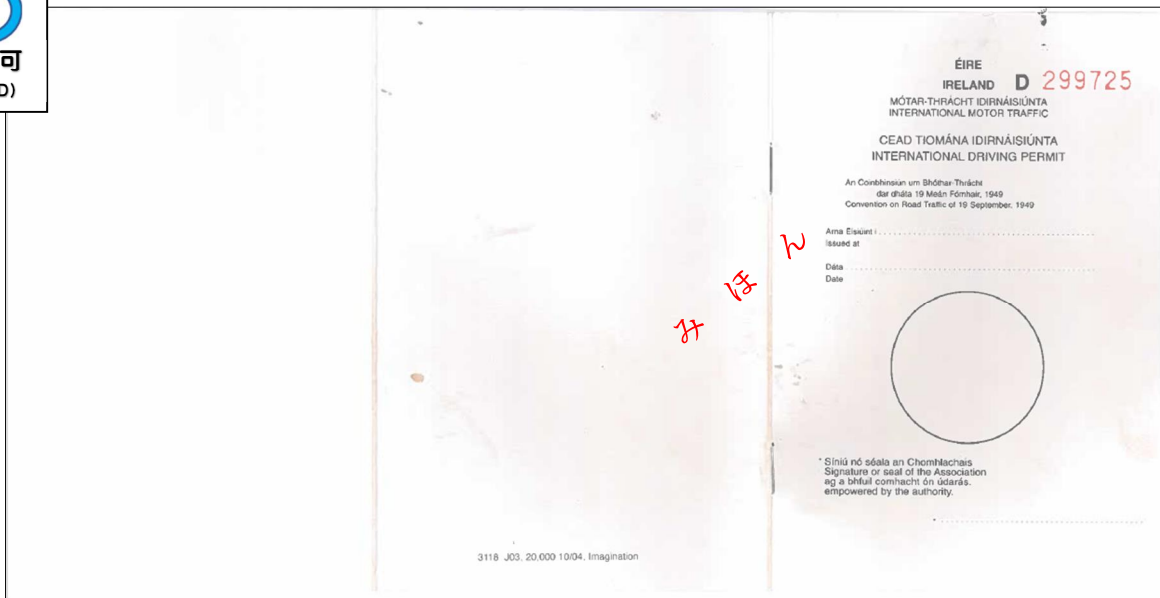 可
D)
ÉIRE
IRELAND D 299725
MÓTAR-THRÁCHT IDIRNÁISIÚNTA
INTERNATIONAL MOTOR TRAFFIC
CEAD TIOMÁNA IDIRNÁISIÚNTA
INTERNATIONAL DRIVING PERMIT
An Coinbhinsiún um Bhóthar-Thrácht
dar dháta 19 Meán Fómhair, 1949
Convention on Road Traffic of 19 September, 1949
Arna Eisiúint i
Issued at
Dáta
Date
みほん
* Síniú nó séala an Chomhlachais
Signature or seal of the Association
ag a bhfuil comhacht ón údarás.
empowered by the authority.
*
3118 J03. 20,000 10/04. Imagination